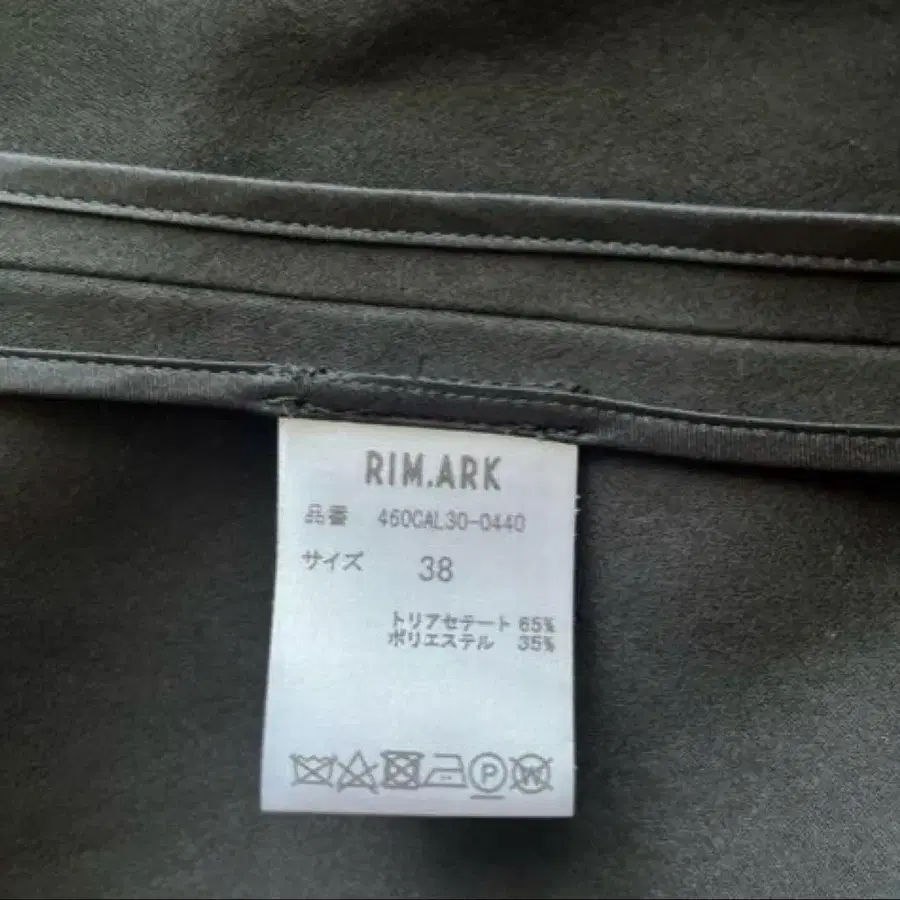 RIM.ARK
品番 460CAL30-0440
サイズ 38
トリアセテート 65%
ポリエステル 35%
P W